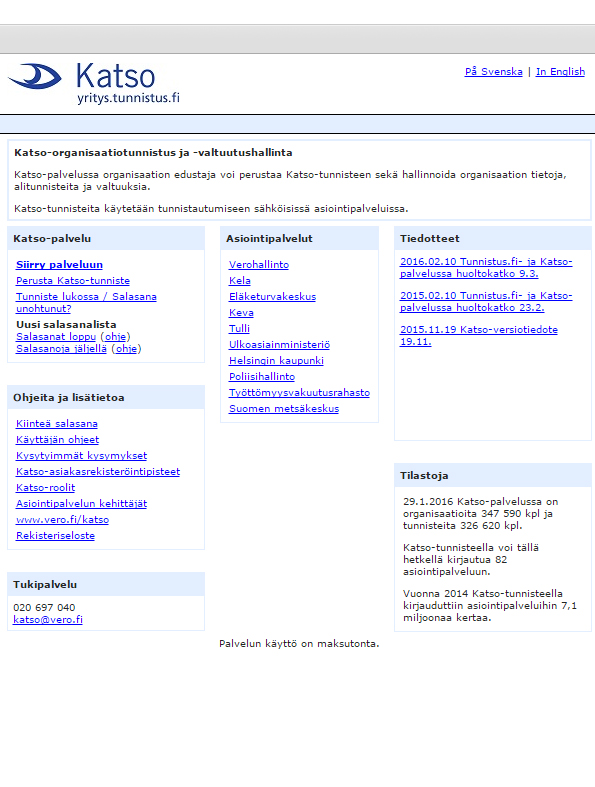 Katso
yritys.tunnistus.fi
På Svenska | In English
Katso-organisaatiotunnistus ja -valtuutushallinta
Katso-palvelussa organisaation edustaja voi perustaa Katso-tunnisteen sekä hallinnoida organisaation tietoja,
alitunnisteita ja valtuuksia.
Katso-tunnisteita käytetään tunnistautumiseen sähköisissä asiointipalveluissa.
Katso-palvelu
Siirry palveluun
Perusta Katso-tunniste
Tunniste lukossa / Salasana
unohtunut?
Uusi salasanalista
Salasanat loppu (ohje)
Salasanoja jäljellä (ohje)
Ohjeita ja lisätietoa
Kiinteä salasana
Käyttäjän ohjeet
Kysytyimmät kysymykset
Katso-asiakasrekisteröintipisteet
Katso-roolit
Asiointipalvelun kehittäjät
www.vero.fi/katso
Rekisteriseloste
Tukipalvelu
020 697 040
katso@vero.fi
Asiointipalvelut
Verohallinto
Kela
Eläketurvakeskus
Keva
Tulli
Ulkoasiainministeriö
Helsingin kaupunki
Poliisihallinto
Työttömyysvakuutusrahasto
Suomen metsäkeskus
Tiedotteet
2016.02.10 Tunnistus.fi- ja Katso-
palvelussa huoltokatko 9.3.
2015.02.10 Tunnistus.fi- ja Katso-
palvelussa huoltokatko 23.2.
2015.11.19 Katso-versiotiedote
19.11.
Tilastoja
29.1.2016 Katso-palvelussa on
organisaatioita 347 590 kpl ja
tunnisteita 326 620 kpl.
Katso-tunnisteella voi tällä
hetkellä kirjautua 82
asiointipalveluun.
Vuonna 2014 Katso-tunnisteella
kirjauduttiin asiointipalveluihin 7,1
miljoonaa kertaa.
Palvelun käyttö on maksutonta.